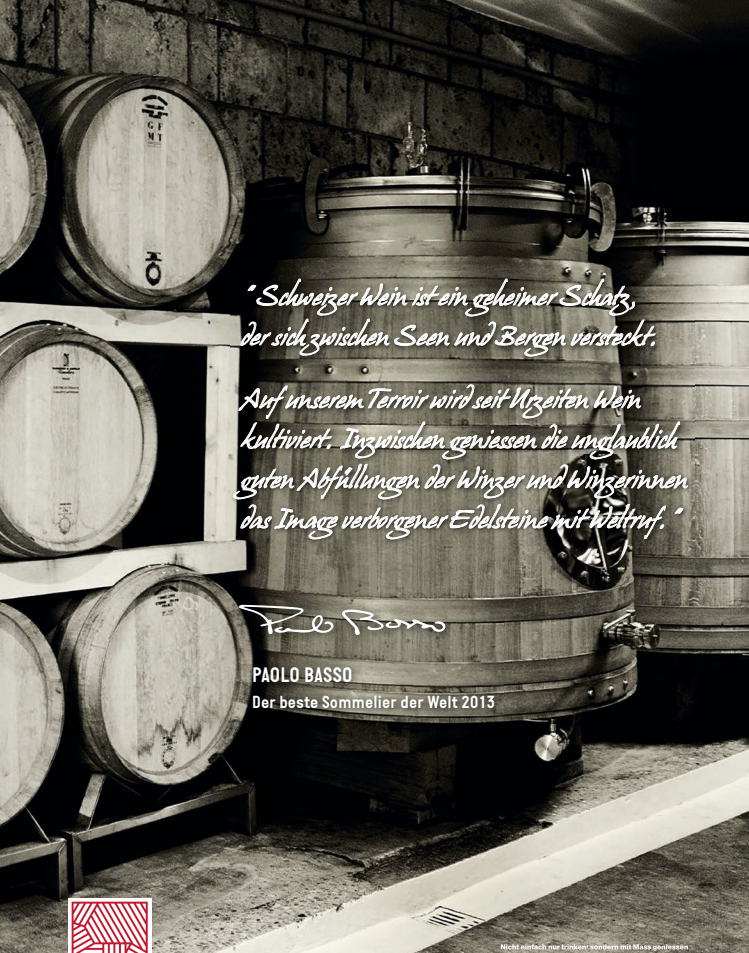 G F
M T
"Schweizer Wein ist ein geheimer Schatz,
der sich zwischen Seen und Bergen versteckt.
Auf unserem Terroir wird seit Urzeiten Wein
kultiviert. Inzwischen geniessen die unglaublich
guten Abfüllungen der Winzer und Winzerinnen
das Image verborgener Edelsteine mit Weltruf."
Paolo Basso
PAOLO BASSO
Der beste Sommelier der Welt 2013
Nicht einfach nur trinken: sondern mit Mass geniessen